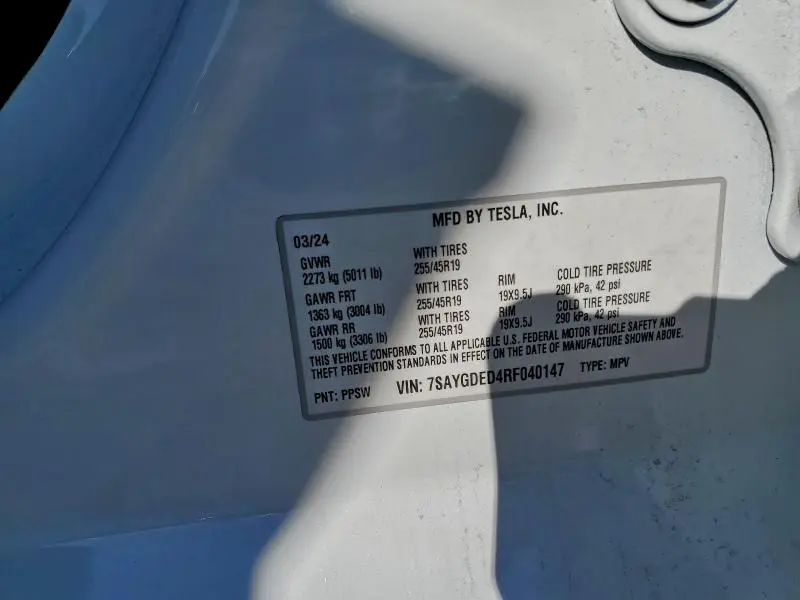 MFD BY TESLA, INC.
03/24
GVWR WITH TIRES
2273 kg (5011 lb) 255/45R19
GAWR FRT WITH TIRES RIM COLD TIRE PRESSURE
1363 kg (3004 lb) 255/45R19 19X9.5J 290 kPa, 42 psi
GAWR RR WITH TIRES RIM COLD TIRE PRESSURE
1500 kg (3306 lb) 255/45R19 19X9.5J 290 kPa, 42 psi
THIS VEHICLE CONFORMS TO ALL APPLICABLE U.S. FEDERAL MOTOR VEHICLE SAFETY AND
THEFT PREVENTION STANDARDS IN EFFECT ON THE DATE OF MANUFACTURE SHOWN ABOVE.
PNT: PPSW VIN: 7SAYGDED4RF040147 TYPE: MPV